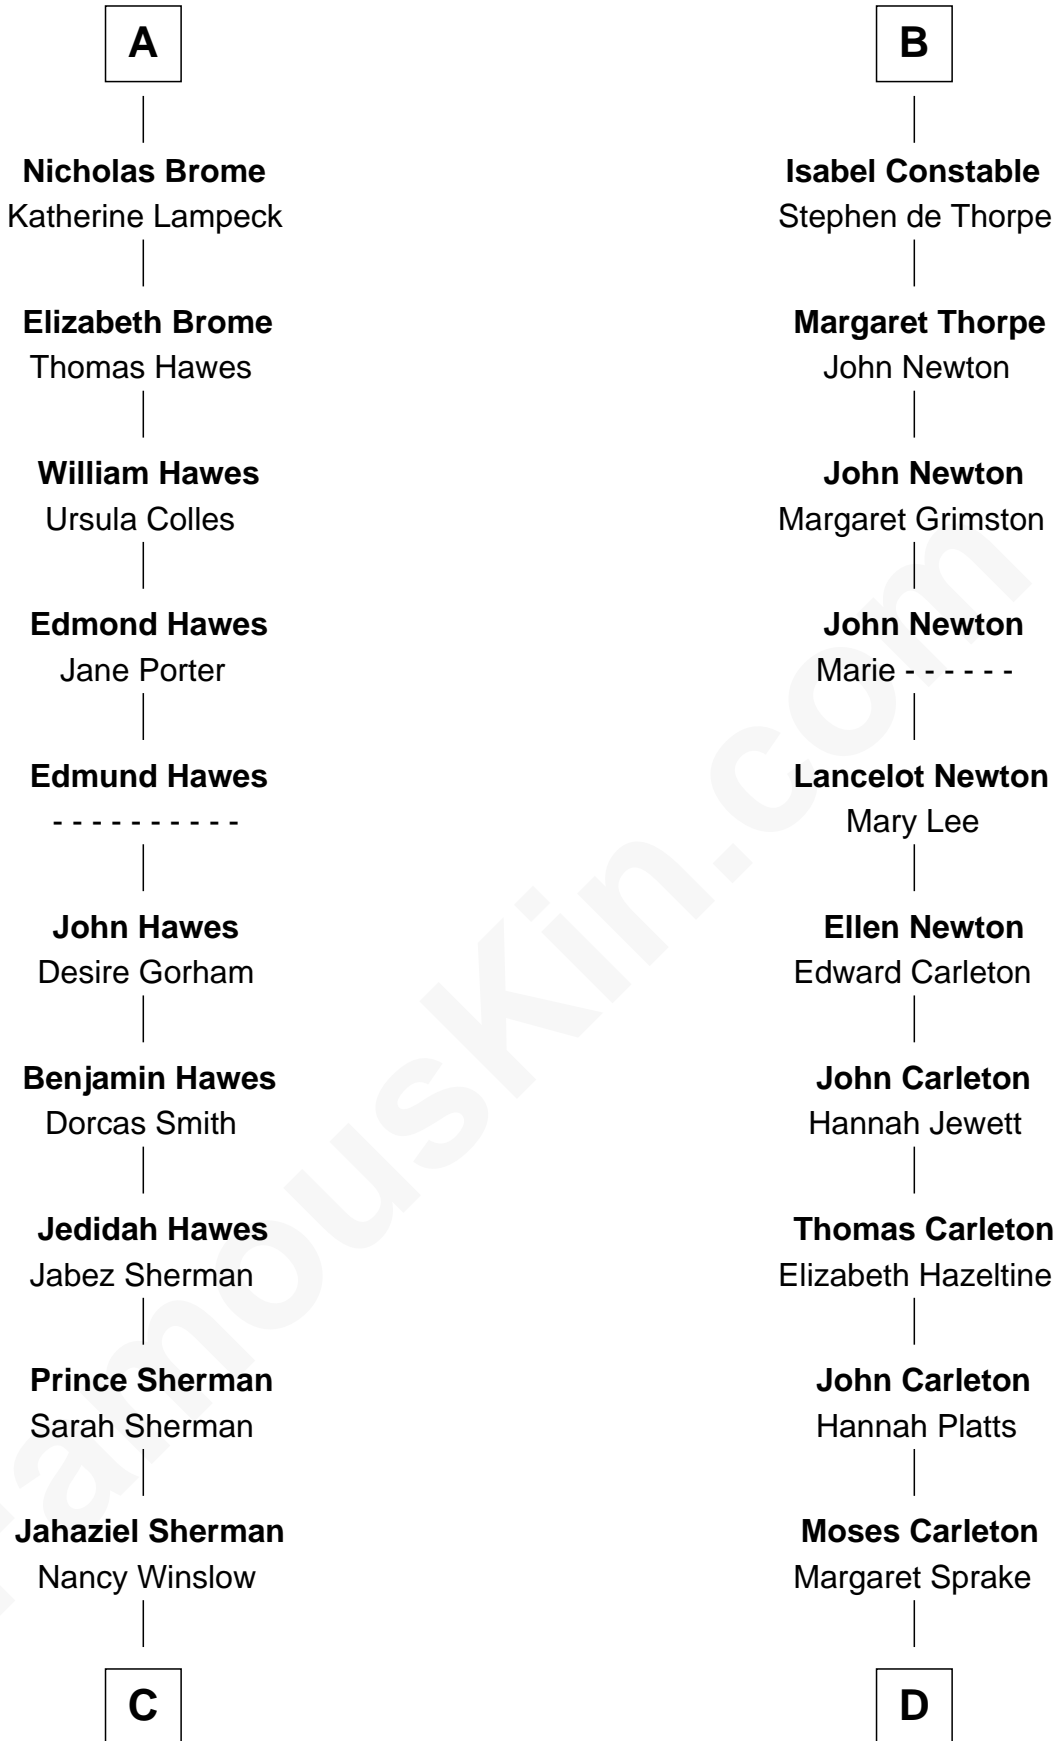 A
Nicholas Brome
Katherine Lampeck
Elizabeth Brome
Thomas Hawes
William Hawes
Ursula Colles
Edmond Hawes
Jane Porter
Edmund Hawes
- - - - - - - - - -
John Hawes
Desire Gorham
Benjamin Hawes
Dorcas Smith
Jedidah Hawes
Jabez Sherman
Prince Sherman
Sarah Sherman
Jahaziel Sherman
Nancy Winslow
C
B
Isabel Constable
Stephen de Thorpe
Margaret Thorpe
John Newton
John Newton
Margaret Grimston
John Newton
Marie - - - - - -
Lancelot Newton
Mary Lee
Ellen Newton
Edward Carleton
John Carleton
Hannah Jewett
Thomas Carleton
Elizabeth Hazeltine
John Carleton
Hannah Platts
Moses Carleton
Margaret Sprake
D
FamousKin.com